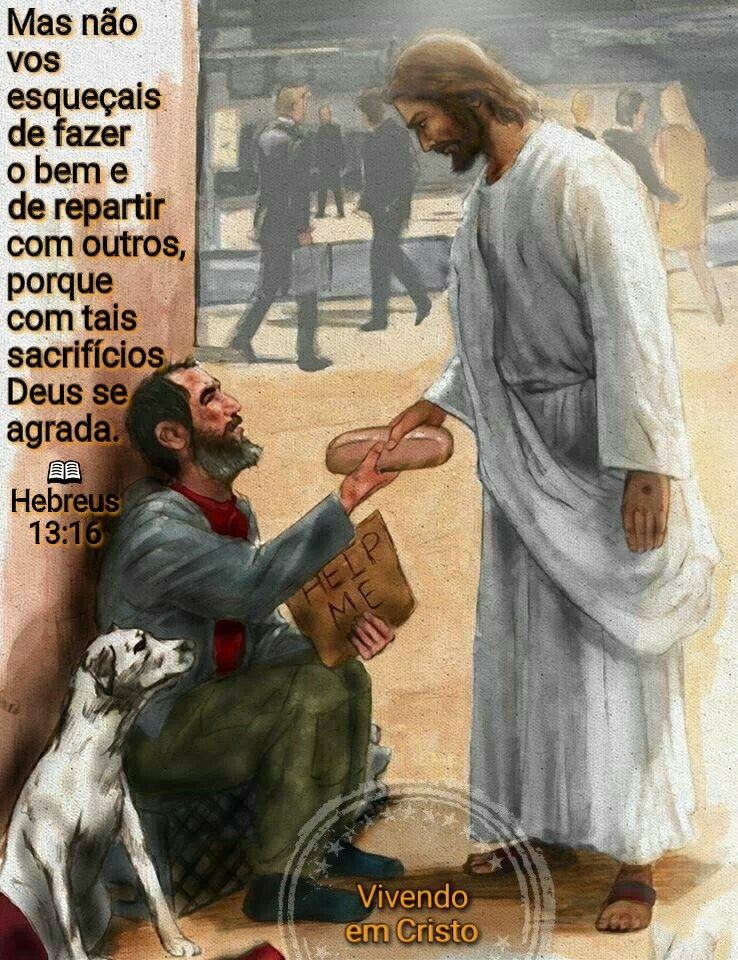 Mas não
vos
esqueçais
de fazer
o bem e
de repartir
com outros,
porque
com tais
sacrifícios
Deus se
agrada.
Hebreus
13:16
HELP
ME
Vivendo
em Cristo